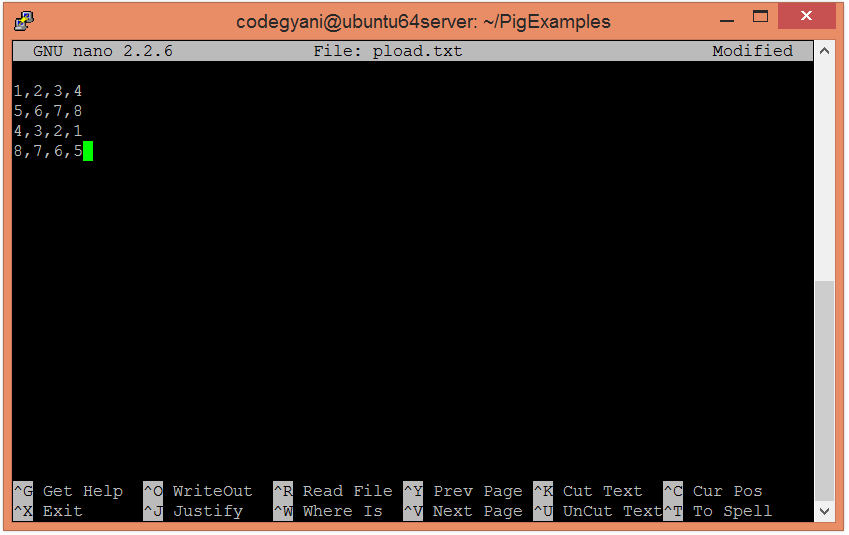 codegyani@ubuntu64server: ~/PigExamples
GNU nano 2.2.6 File: pload.txt Modified
1,2,3,4
5,6,7,8
4,3,2,1
8,7,6,5
^G Get Help ^O WriteOut ^R Read File ^Y Prev Page ^K Cut Text ^C Cur Pos
^X Exit ^J Justify ^W Where Is ^V Next Page ^U UnCut Text^T To Spell